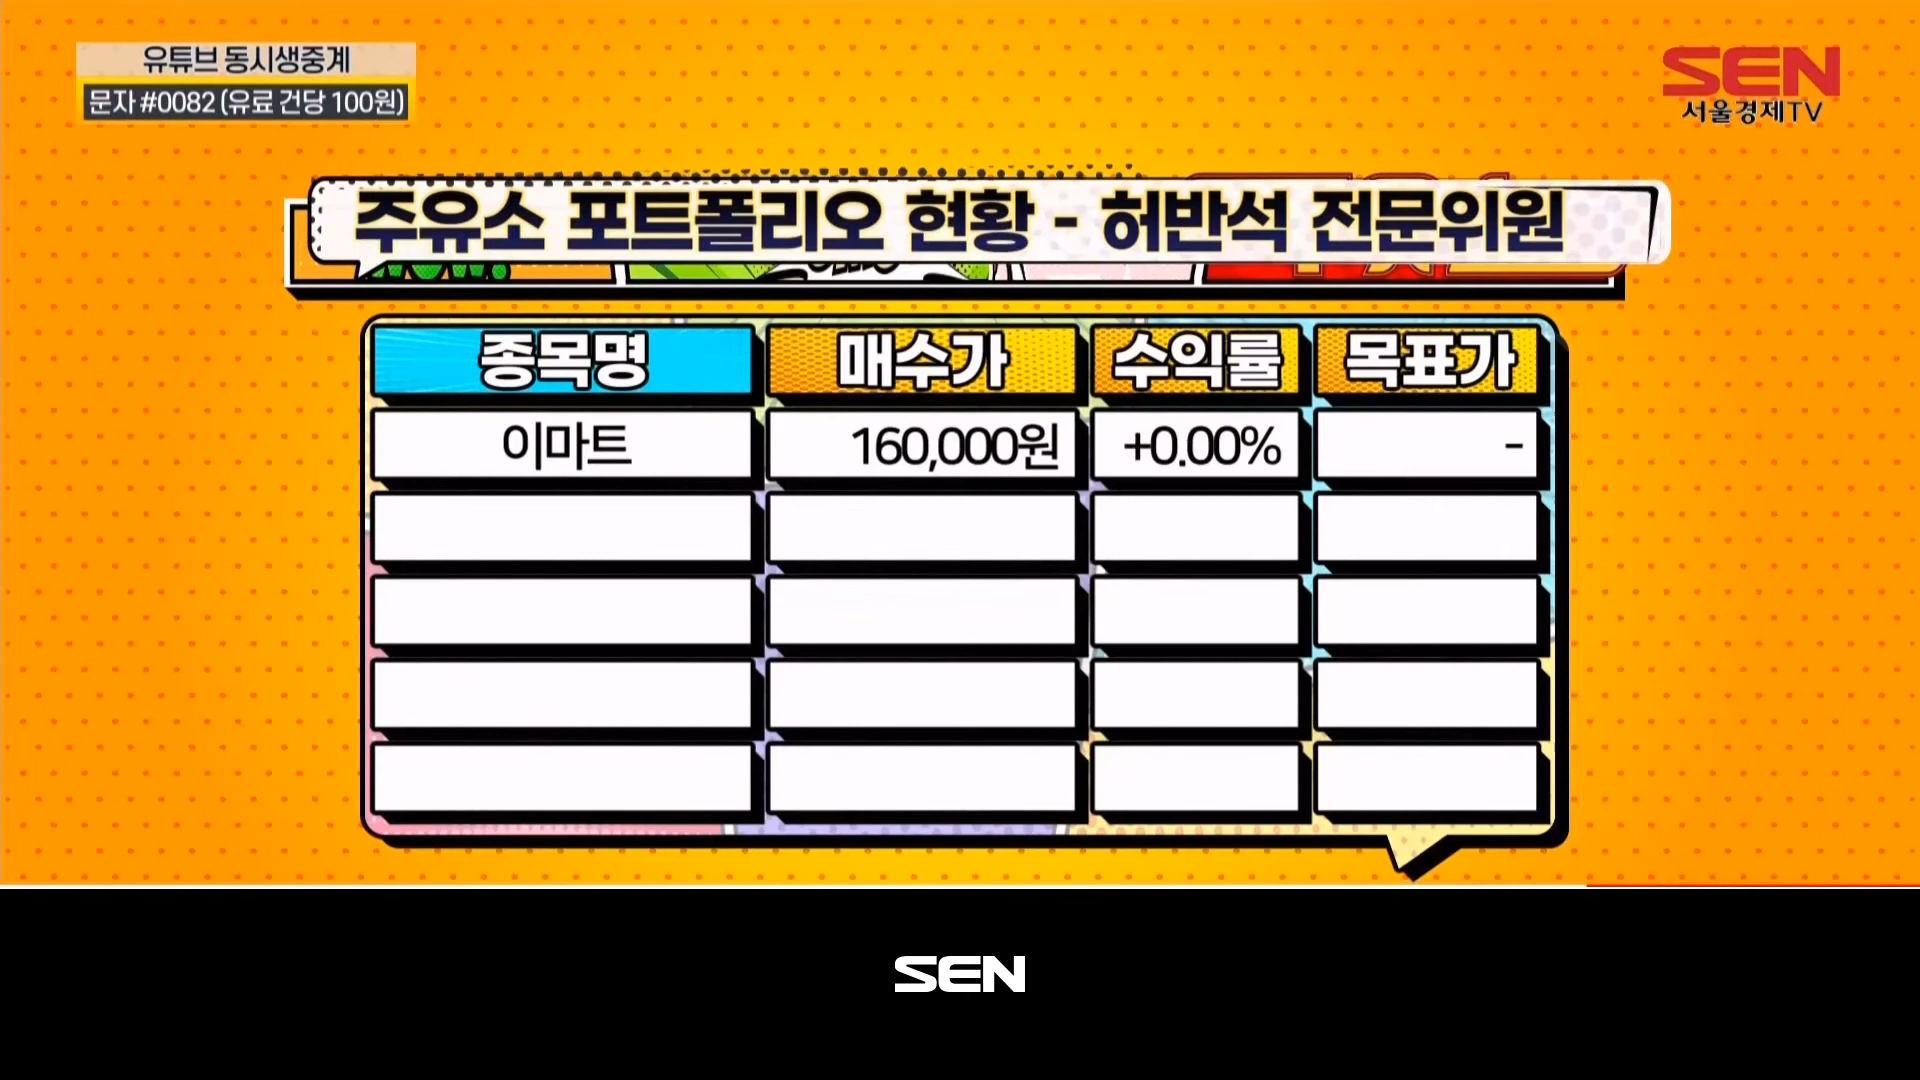 유튜브 동시생중계
문자 #0082 (유료 건당 100원)
SEN
서울경제TV
주유소 포트폴리오 현황 - 허반석 전문위원
종목명 매수가 수익률 목표가
이마트 160,000원 +0.00% -
SEN